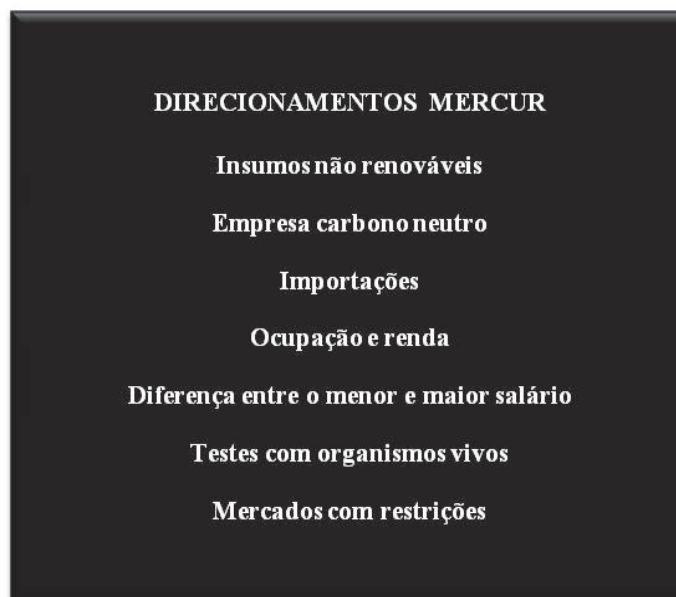 DIRECIONAMENTOS MERCUR
Insumos não renováveis
Empresa carbono neutro
Importações
Ocupação e renda
Diferença entre o menor e maior salário
Testes com organismos vivos
Mercados com restrições